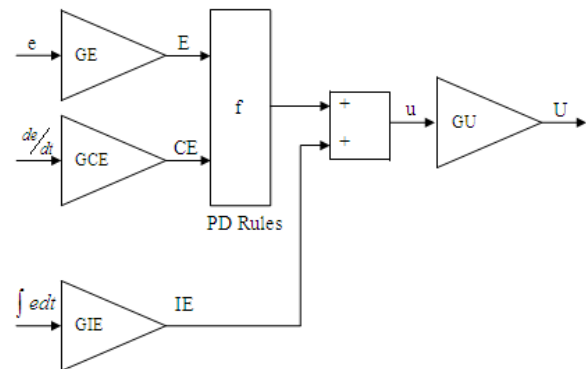 e
GE
E
f
de/dt
GCE
CE
PD Rules
+
+
u
GU
U
∫ edt
GIE
IE